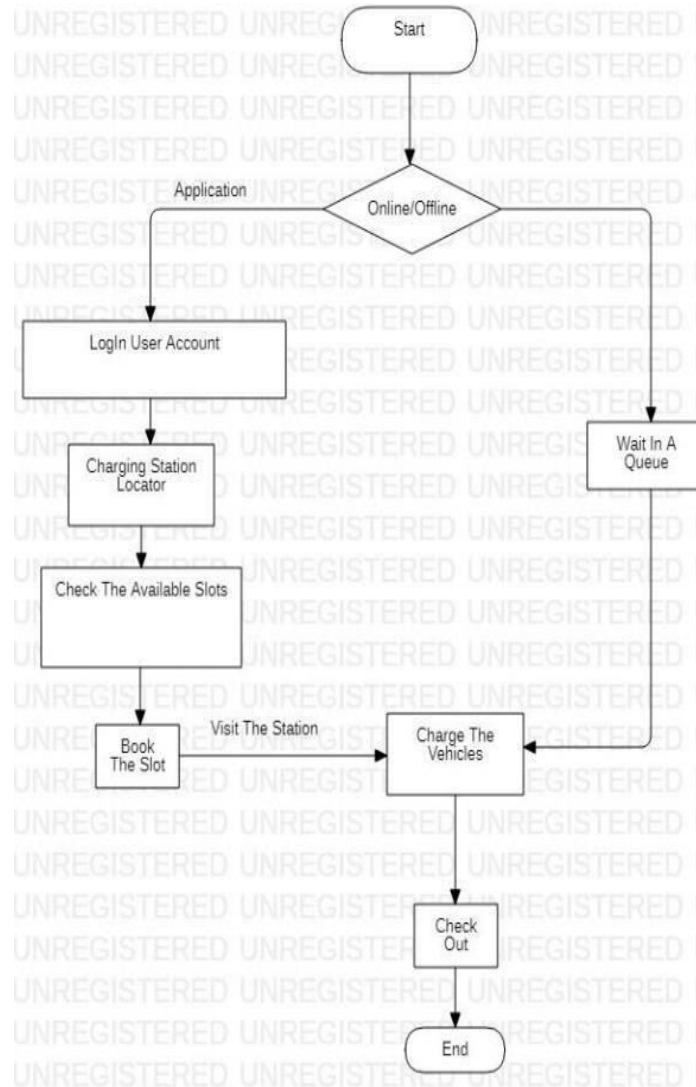 Start
Online/Offline
Application
LogIn User Account
Charging Station
Locator
Wait In A
Queue
Check The Available Slots
Book
The Slot
Visit The Station
Charge The
Vehicles
Check
Out
End
UNREGISTERED